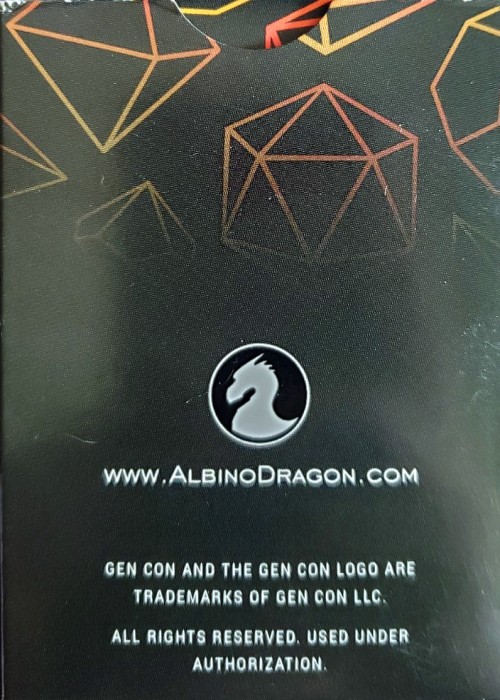 www.AlbinoDragon.com
GEN CON AND THE GEN CON LOGO ARE
TRADEMARKS OF GEN CON LLC.
ALL RIGHTS RESERVED. USED UNDER
AUTHORIZATION.